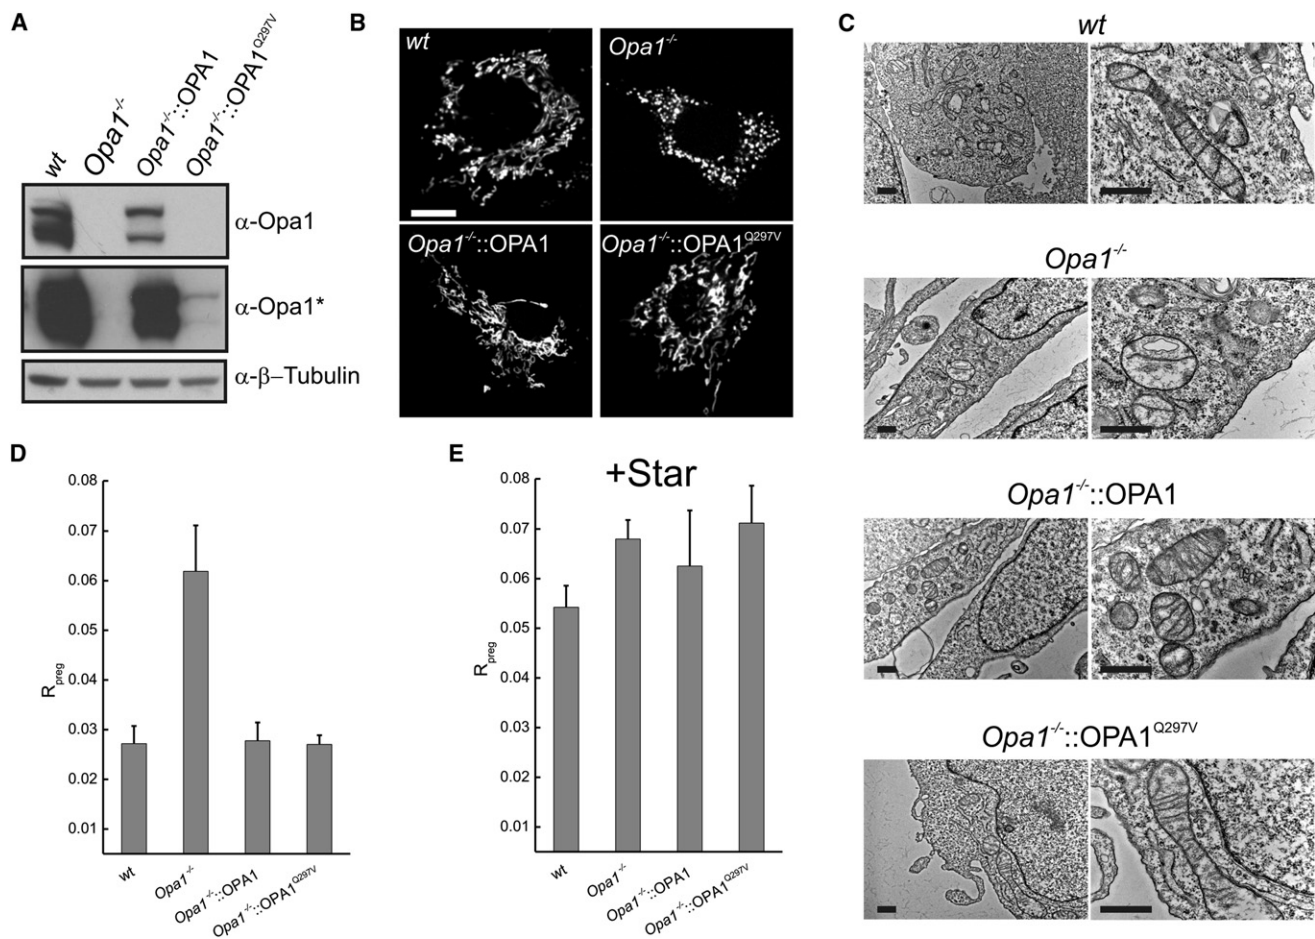 A
wt
Opa1-/-
Opa1-/-::OPA1
Opa1-/-::OPA1Q297V
α-Opa1
α-Opa1*
α-β–Tubulin
B
wt
Opa1-/-
Opa1-/-::OPA1
Opa1-/-::OPA1Q297V
C
wt
Opa1-/-
Opa1-/-::OPA1
Opa1-/-::OPA1Q297V
D
0.08
0.07
0.06
0.05
0.04
0.03
0.02
0.01
Rpreg
wt
Opa1-/-
Opa1-/-::OPA1
Opa1-/-::OPA1Q297V
E
+Star
0.08
0.07
0.06
0.05
0.04
0.03
0.02
0.01
Rpreg
wt
Opa1-/-
Opa1-/-::OPA1
Opa1-/-::OPA1Q297V